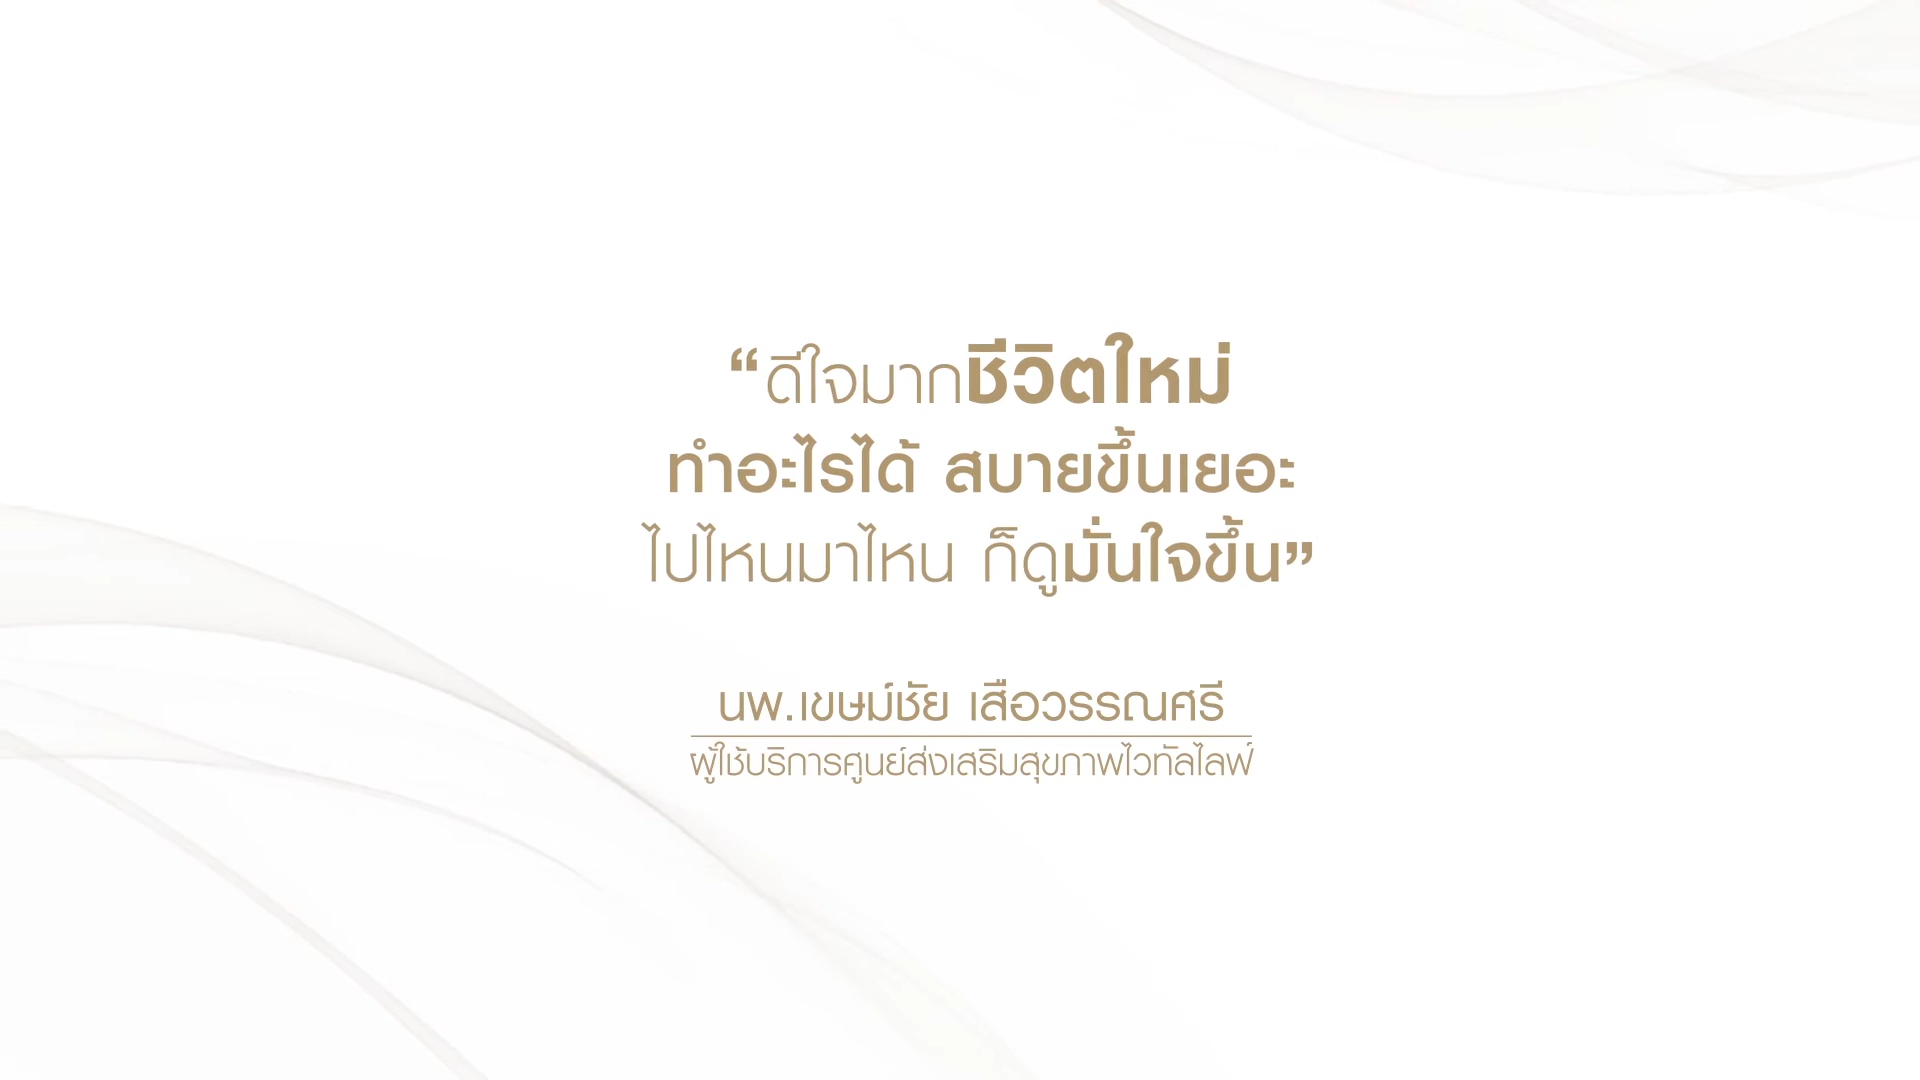 “ดีใจมากชีวิตใหม่
ทำอะไรได้ สบายขึ้นเยอะ
ไปไหนมาไหน ก็ดูมั่นใจขึ้น”
นพ.เขษม์ชัย เสือวรรณศรี
ผู้ใช้บริการศูนย์ส่งเสริมสุขภาพไวทัลไลฟ์